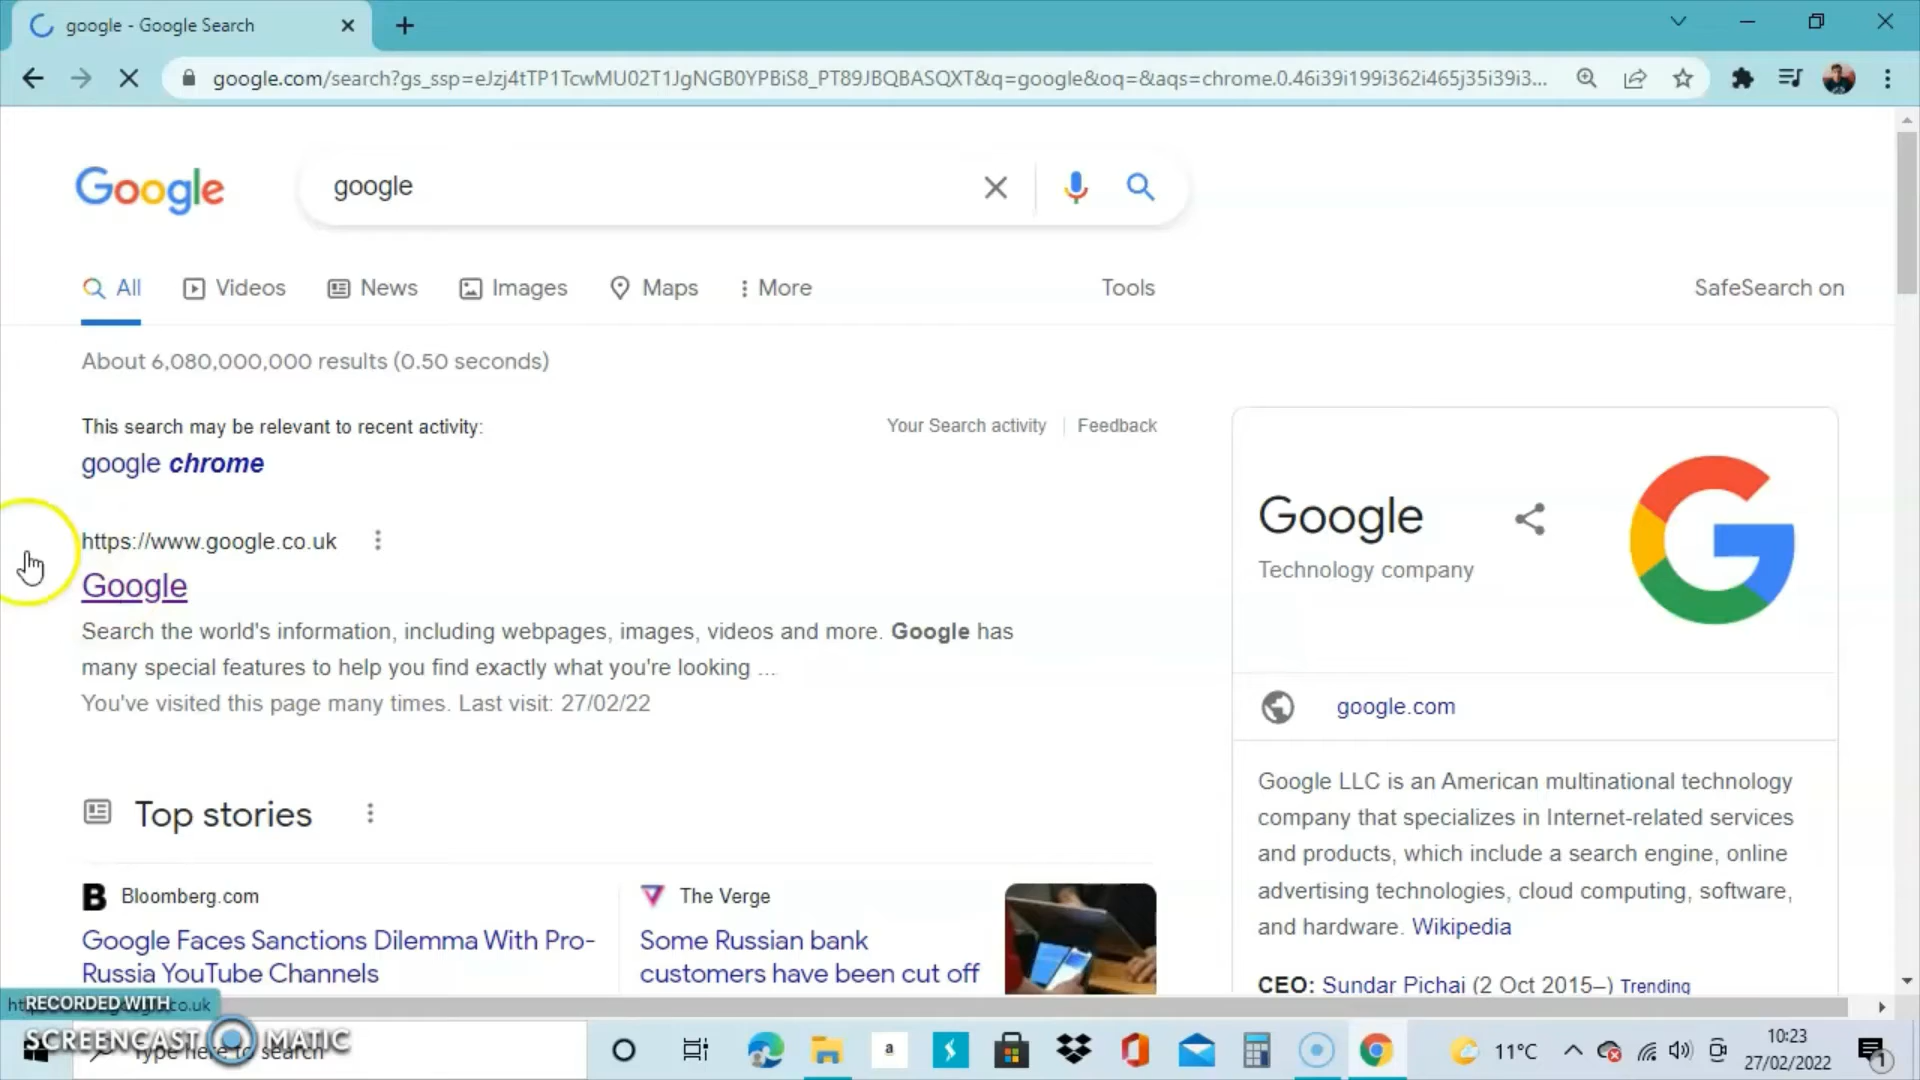 google - Google Search
google.com/search?gs_ssp=eJzj4tTP1TcwMU02T1JgNGB0YPBiS8_PT89JBQBASQXT&q=google&oq=&aqs=chrome.0.46i39i199i362i465j35i39i3...
Google
google
All
Videos
News
Images
Maps
More
Tools
SafeSearch on
About 6,080,000,000 results (0.50 seconds)
This search may be relevant to recent activity:
Your Search activity
Feedback
google chrome
https://www.google.co.uk
Google
Search the world's information, including webpages, images, videos and more. Google has
many special features to help you find exactly what you're looking ...
You've visited this page many times. Last visit: 27/02/22
Google
Technology company
google.com
Google LLC is an American multinational technology
company that specializes in Internet-related services
and products, which include a search engine, online
advertising technologies, cloud computing, software,
and hardware. Wikipedia
CEO: Sundar Pichai (2 Oct 2015–) Trending
Top stories
B Bloomberg.com
Google Faces Sanctions Dilemma With Pro-
Russia YouTube Channels
The Verge
Some Russian bank
customers have been cut off
RECORDED WITH
co.uk
SCREENCAST MATIC
Type here to search
a
11°C
10:23
27/02/2022
1